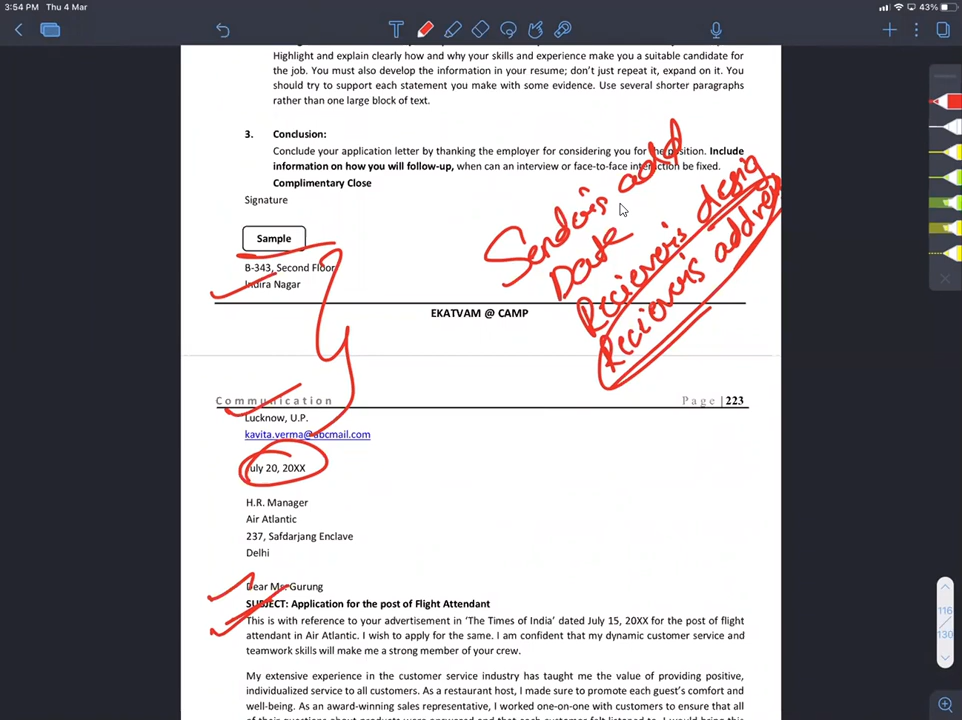 3:54 PM Thu 4 Mar
43%
Highlight and explain clearly how and why your skills and experience make you a suitable candidate for
the job. You must also develop the information in your resume; don't just repeat it, expand on it. You
should try to support each statement you make with some evidence. Use several shorter paragraphs
rather than one large block of text.
3. Conclusion:
Conclude your application letter by thanking the employer for considering you for the position. Include
information on how you will follow-up, when can an interview or face-to-face interaction be fixed.
Complimentary Close
Signature
Sender's add
Date
Reciever's desig
Reciever's address
Sample
B-343, Second Floor
Indira Nagar
EKATVAM @ CAMP
Communication
Page | 223
Lucknow, U.P.
kavita.verma@abcmail.com
July 20, 20XX
H.R. Manager
Air Atlantic
237, Safdarjang Enclave
Delhi
Dear Ms. Gurung
SUBJECT: Application for the post of Flight Attendant
This is with reference to your advertisement in 'The Times of India' dated July 15, 20XX for the post of flight
attendant in Air Atlantic. I wish to apply for the same. I am confident that my dynamic customer service and
teamwork skills will make me a strong member of your crew.
My extensive experience in the customer service industry has taught me the value of providing positive,
individualized service to all customers. As a restaurant host, I made sure to promote each guest's comfort and
well-being. As an award-winning sales representative, I worked one-on-one with customers to ensure that all
116
130